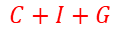 C + I + G